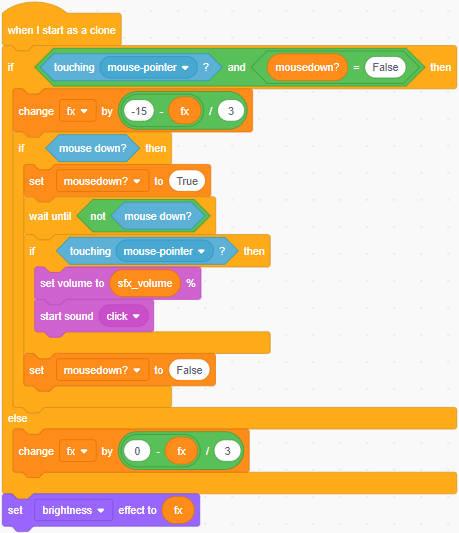 when I start as a clone
if touching mouse-pointer ? and mousedown? = False then
change fx by -15 - fx / 3
if mouse down? then
set mousedown? to True
wait until not mouse down?
if touching mouse-pointer ? then
set volume to sfx_volume %
start sound click
set mousedown? to False
else
change fx by 0 - fx / 3
set brightness effect to fx